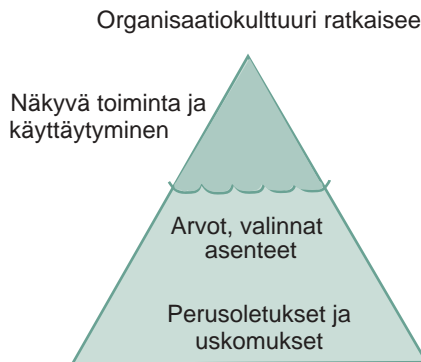 Organisaatiokulttuuri ratkaisee
Näkyvä toiminta ja
käyttäytyminen
Arvot, valinnat
asenteet
Perusoletukset ja
uskomukset